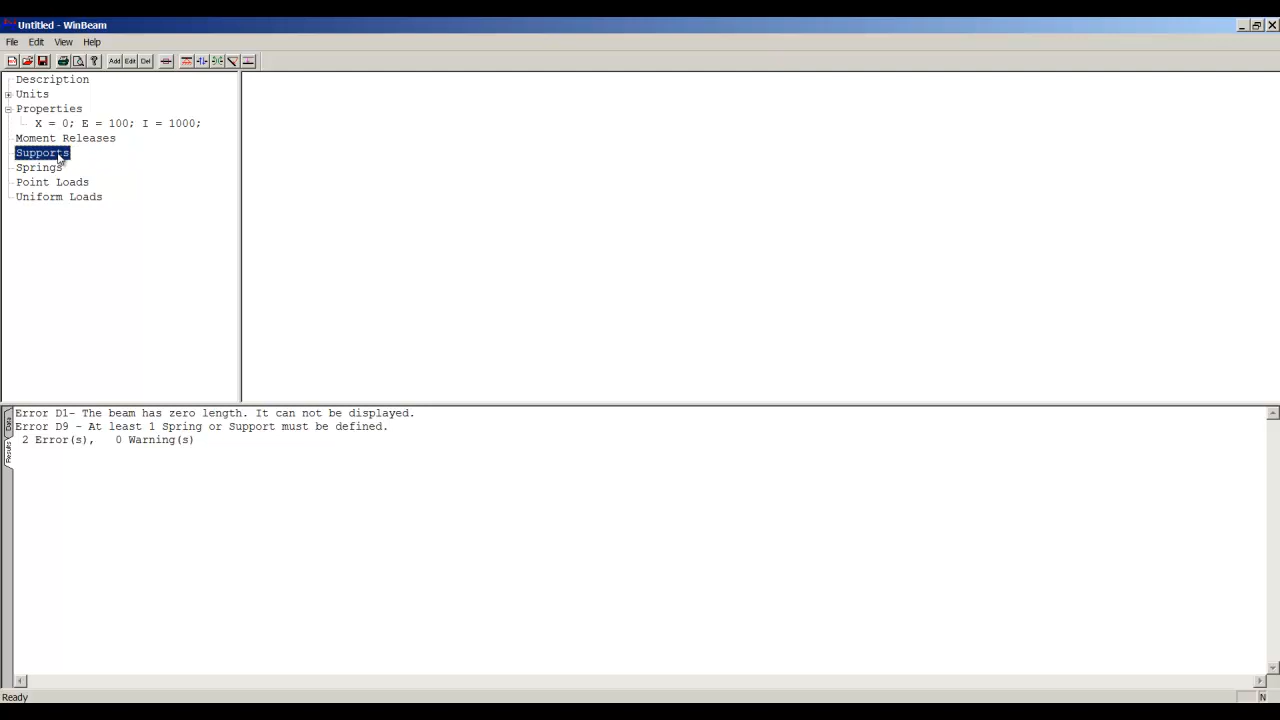 Untitled - WinBeam
File Edit View Help
Add Edit Del
Description
Units
Properties
X = 0; E = 100; I = 1000;
Moment Releases
Supports
Springs
Point Loads
Uniform Loads
Data
Results
Error D1- The beam has zero length. It can not be displayed.
Error D9 - At least 1 Spring or Support must be defined.
2 Error(s), 0 Warning(s)
Ready
N